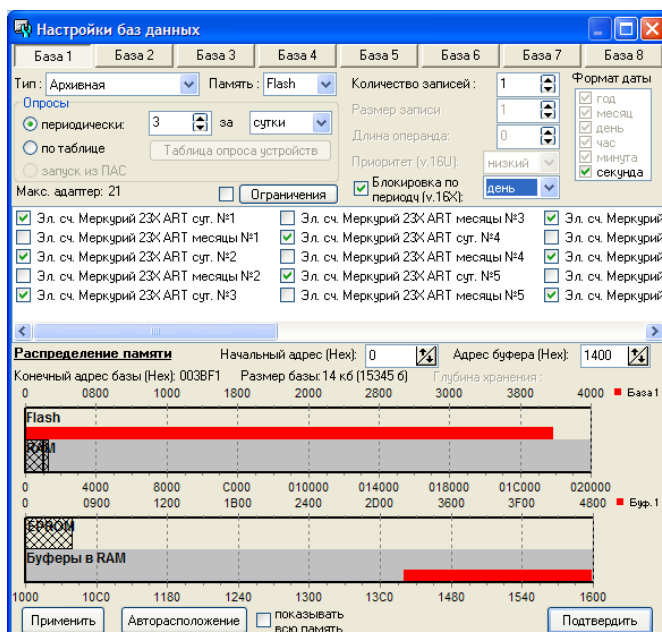 Настройки баз данных
База 1 База 2 База 3 База 4 База 5 База 6 База 7 База 8
Тип : Архивная Память : Flash Количество записей : 1 Формат даты
Опросы
периодически: 3 за сутки
по таблице Таблица опроса устройств
запуск из ПАС
Макс. адаптер: 21 Ограничения
Размер записи 1
Длина операнда: 0
Приоритет (v.16U): низкий
Блокировка по периоду (v.16X): день
год
месяц
день
час
минута
секунда
Эл. сч. Меркурий 23X ART сут. №1 Эл. сч. Меркурий 23X ART месяцы №3 Эл. сч. Меркурий
Эл. сч. Меркурий 23X ART месяцы №1 Эл. сч. Меркурий 23X ART сут. №4 Эл. сч. Меркурий
Эл. сч. Меркурий 23X ART сут. №2 Эл. сч. Меркурий 23X ART месяцы №4 Эл. сч. Меркурий
Эл. сч. Меркурий 23X ART месяцы №2 Эл. сч. Меркурий 23X ART сут. №5 Эл. сч. Меркурий
Эл. сч. Меркурий 23X ART сут. №3 Эл. сч. Меркурий 23X ART месяцы №5 Эл. сч. Меркурий
Распределение памяти Начальный адрес (Hex): 0 Адрес буфера (Hex): 1400
Конечный адрес базы (Hex): 003BF1 Размер базы: 14 кб (15345 б) Глубина хранения :
0 0800 1000 1800 2000 2800 3000 3800 4000 База 1
Flash
RAM
0 4000 8000 C000 010000 014000 018000 01C000 020000
0 0900 1200 1B00 2400 2D00 3600 3F00 4800 Буф.1
EPROM
Буферы в RAM
1000 10C0 1180 1240 1300 13C0 1480 1540 1600
Применить Авторасположение показывать всю память Подтвердить